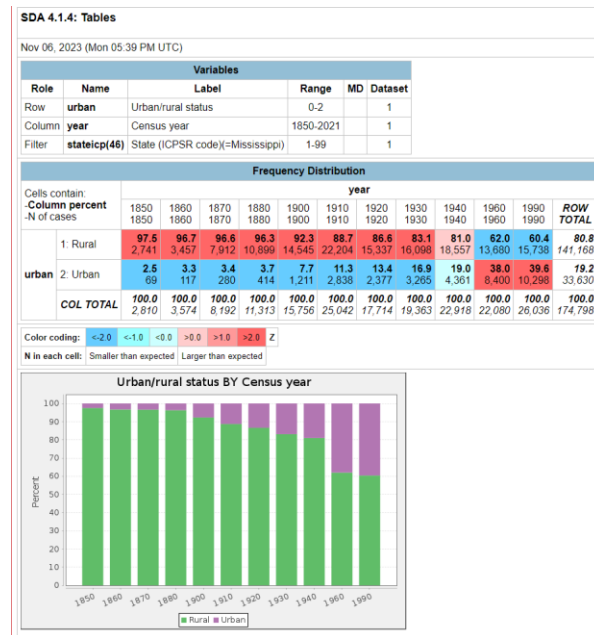 SDA 4.1.4: Tables
Nov 06, 2023 (Mon 05:39 PM UTC)
Variables
Role Name Label Range MD Dataset
Row urban Urban/rural status 0-2 1
Column year Census year 1850-2021 1
Filter stateicp(46) State (ICPSR code)(=Mississippi) 1-99 1
Frequency Distribution
Cells contain:
-Column percent
-N of cases
year
1850 1860 1870 1880 1900 1910 1920 1930 1940 1960 1990 ROW
1850 1860 1870 1880 1900 1910 1920 1930 1940 1960 1990 TOTAL
urban
1: Rural 97.5 96.7 96.6 96.3 92.3 88.7 86.6 83.1 81.0 62.0 60.4 80.8
2,741 3,457 7,912 10,899 14,545 22,204 15,337 16,098 18,557 13,680 15,738 141,168
2: Urban 2.5 3.3 3.4 3.7 7.7 11.3 13.4 16.9 19.0 38.0 39.6 19.2
69 117 280 414 1,211 2,838 2,377 3,265 4,361 8,400 10,298 33,630
COL TOTAL 100.0 100.0 100.0 100.0 100.0 100.0 100.0 100.0 100.0 100.0 100.0 100.0
2,810 3,574 8,192 11,313 15,756 25,042 17,714 19,363 22,918 22,080 26,036 174,798
Color coding: <-2.0 <-1.0 <0.0 >0.0 >1.0 >2.0 Z
N in each cell: Smaller than expected Larger than expected
Urban/rural status BY Census year
Percent
100
90
80
70
60
50
40
30
20
10
0
1850 1860 1870 1880 1900 1910 1920 1930 1940 1960 1990
Rural Urban